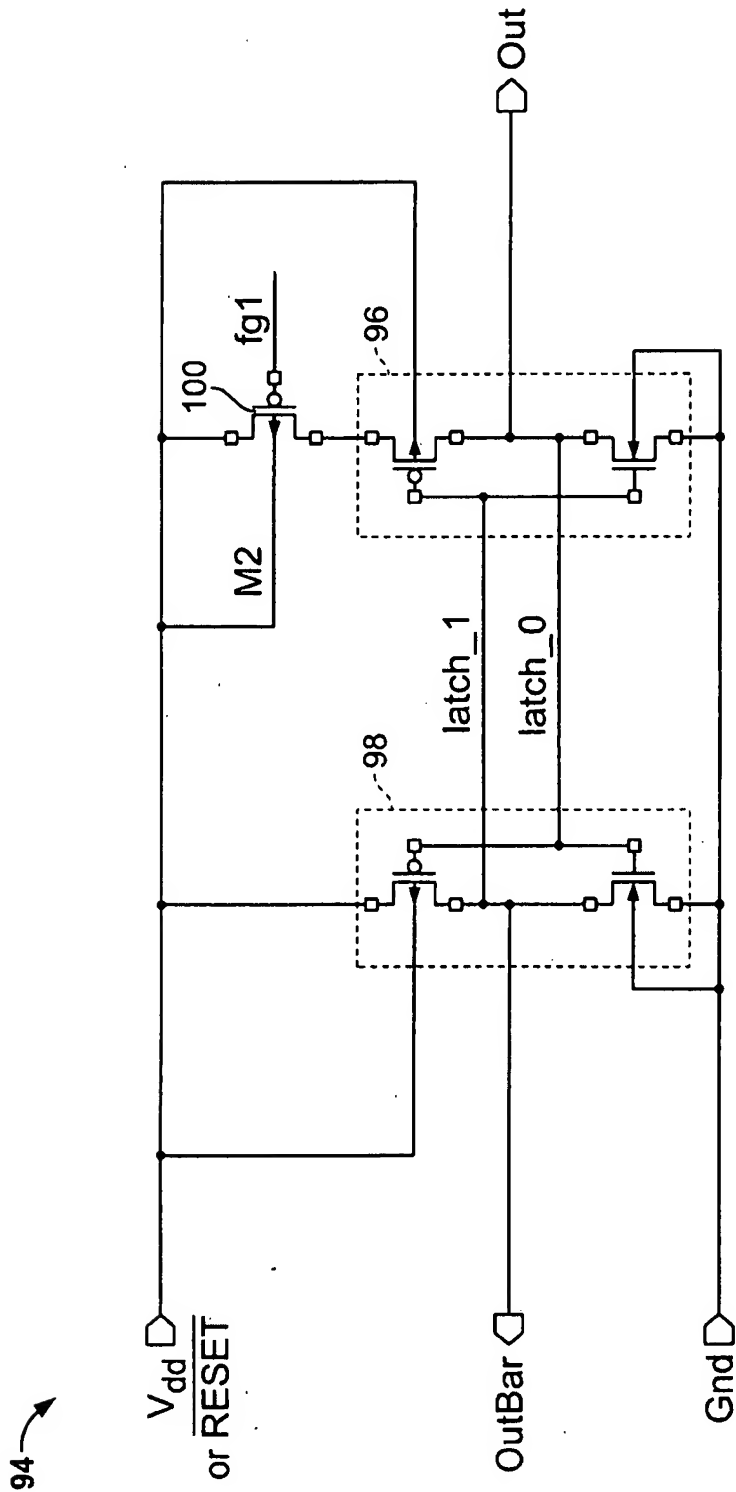 94
Vdd
or RESET
OutBar
Gnd
98
latch_1
latch_0
M2
100
fg1
96
Out